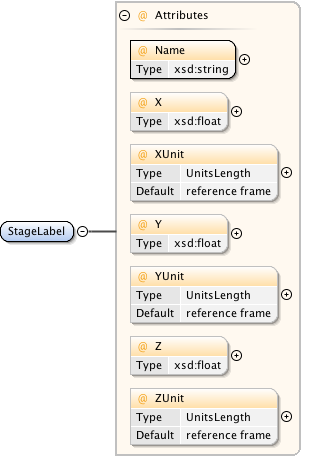 Attributes
@ Name
Type xsd:string
@ X
Type xsd:float
@ XUnit
Type UnitsLength
Default reference frame
StageLabel
@ Y
Type xsd:float
@ YUnit
Type UnitsLength
Default reference frame
@ Z
Type xsd:float
@ ZUnit
Type UnitsLength
Default reference frame